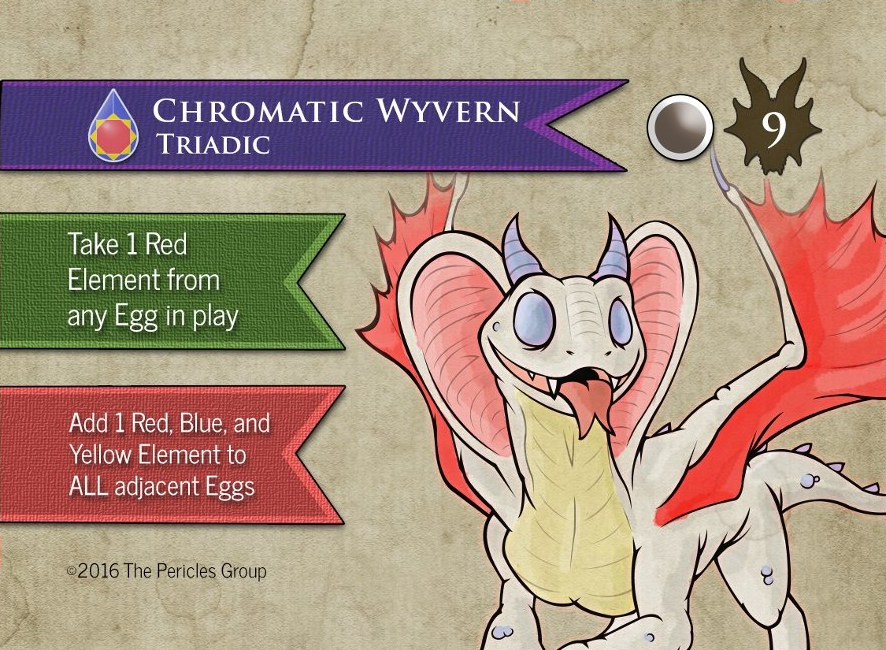 Chromatic Wyvern
Triadic
9
Take 1 Red
Element from
any Egg in play
Add 1 Red, Blue, and
Yellow Element to
ALL adjacent Eggs
©2016 The Pericles Group